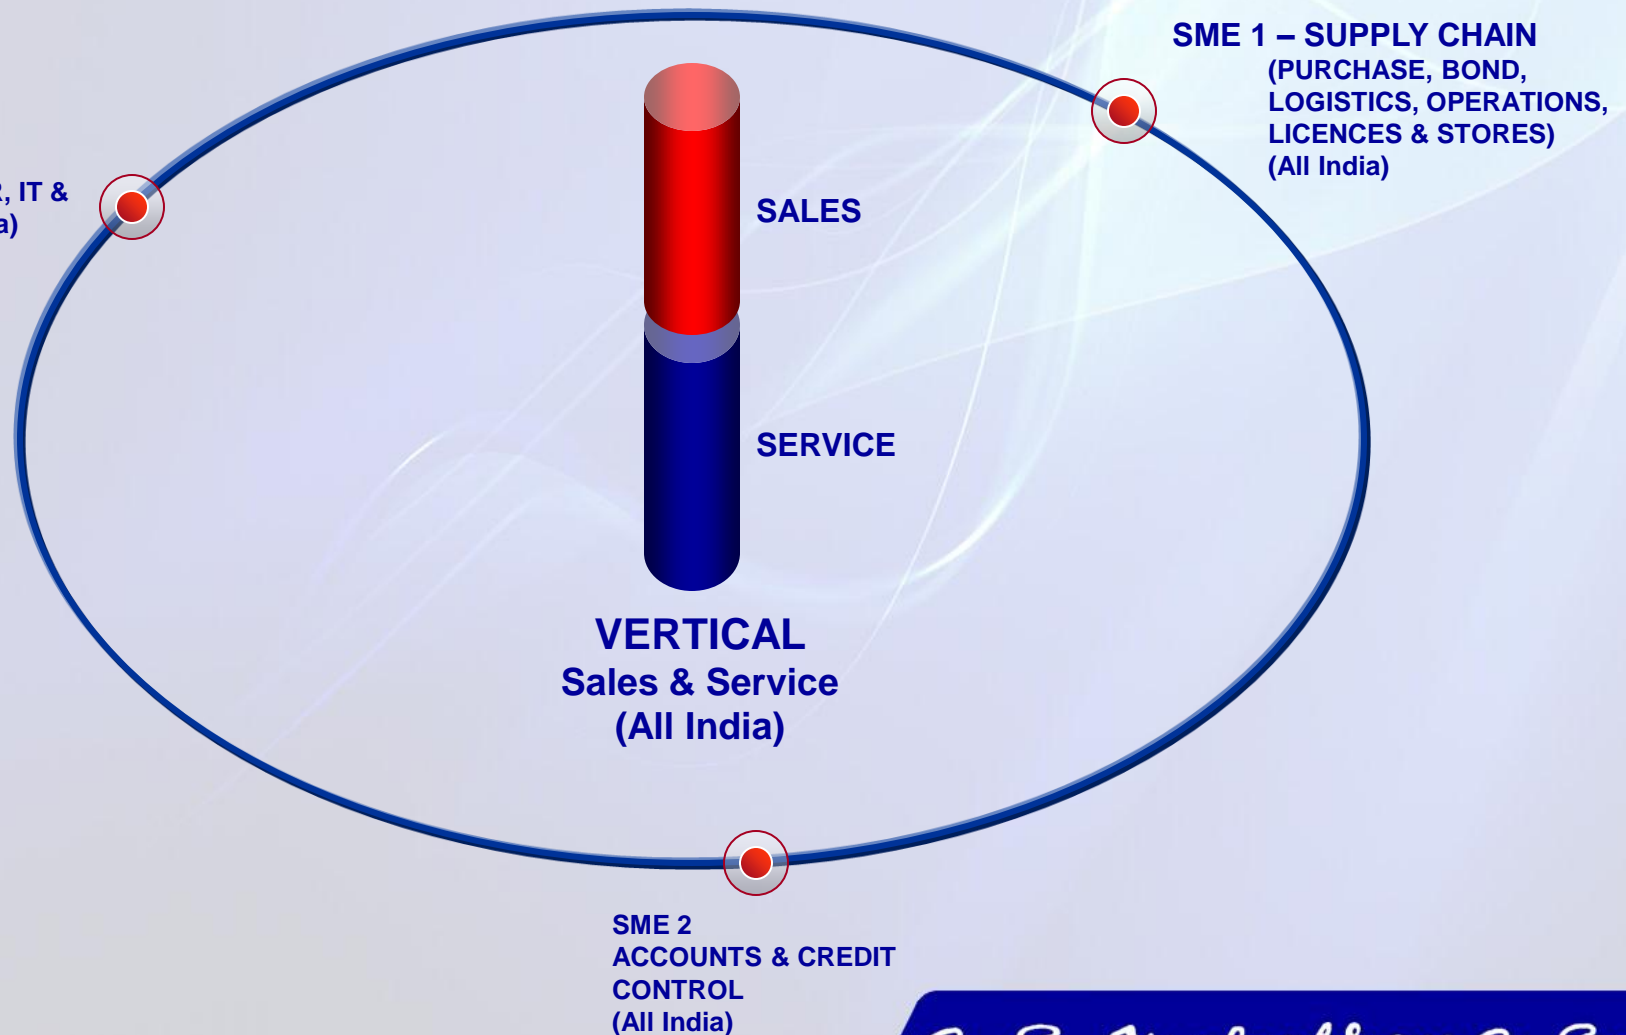 SME 1 – SUPPLY CHAIN
(PURCHASE, BOND,
LOGISTICS, OPERATIONS,
LICENCES & STORES)
(All India)
, IT &
SALES
SERVICE
VERTICAL
Sales & Service
(All India)
SME 2
ACCOUNTS & CREDIT
CONTROL
(All India)